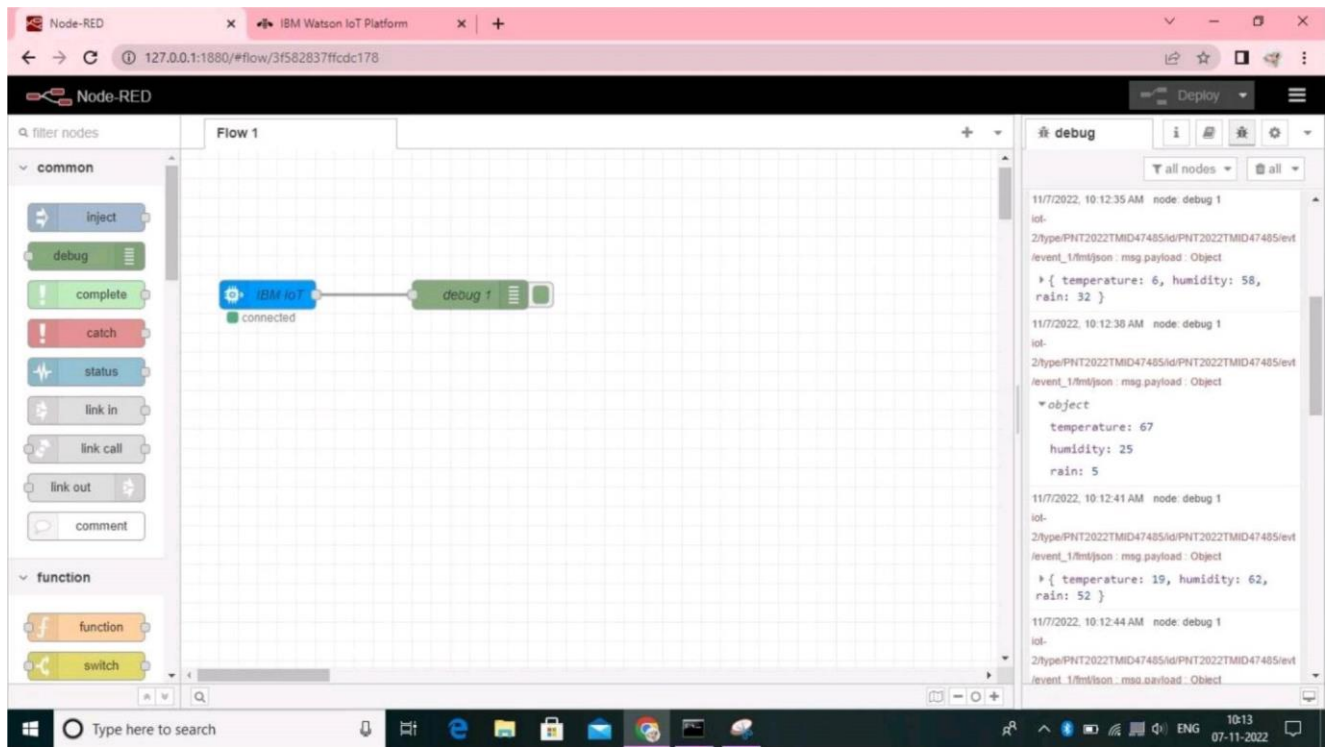 Node-RED
IBM Watson IoT Platform
127.0.0.1:1880/#flow/3f582837ffcdc178
Node-RED
Deploy
filter nodes
Flow 1
debug
i
all nodes
all
common
inject
debug
complete
catch
status
link in
link call
link out
comment
function
function
switch
IBM IoT
connected
debug 1
11/7/2022, 10:12:35 AM node: debug 1
iot-
2/type/PNT2022TMID47485/id/PNT2022TMID47485/evt
/event_1/fmt/json : msg.payload : Object
{ temperature: 6, humidity: 58,
rain: 32 }
11/7/2022, 10:12:38 AM node: debug 1
iot-
2/type/PNT2022TMID47485/id/PNT2022TMID47485/evt
/event_1/fmt/json : msg.payload : Object
object
temperature: 67
humidity: 25
rain: 5
11/7/2022, 10:12:41 AM node: debug 1
iot-
2/type/PNT2022TMID47485/id/PNT2022TMID47485/evt
/event_1/fmt/json : msg.payload : Object
{ temperature: 19, humidity: 62,
rain: 52 }
11/7/2022, 10:12:44 AM node: debug 1
iot-
2/type/PNT2022TMID47485/id/PNT2022TMID47485/evt
/event_1/fmt/json : msg.payload : Object
Type here to search
ENG
10:13
07-11-2022